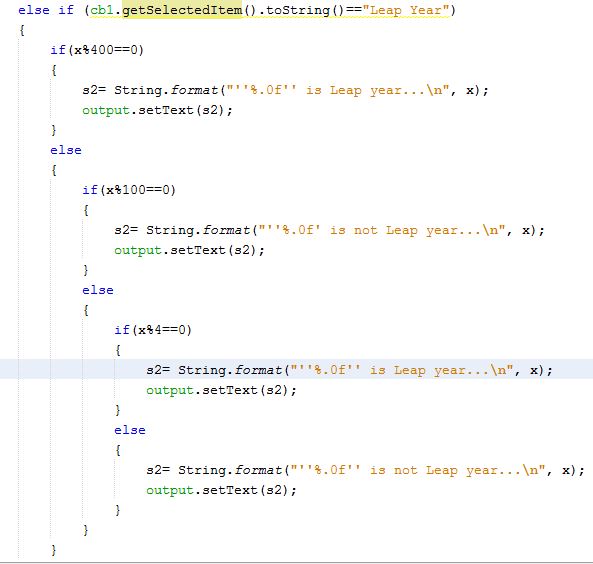 else if (cb1.getSelectedItem().toString()=="Leap Year")
{
if(x%400==0)
{
s2= String.format("''%.0f'' is Leap year...\n", x);
output.setText(s2);
}
else
{
if(x%100==0)
{
s2= String.format("''%.0f' is not Leap year...\n", x);
output.setText(s2);
}
else
{
if(x%4==0)
{
s2= String.format("''%.0f'' is Leap year...\n", x);
output.setText(s2);
}
else
{
s2= String.format("''%.0f'' is not Leap year...\n", x);
output.setText(s2);
}
}
}